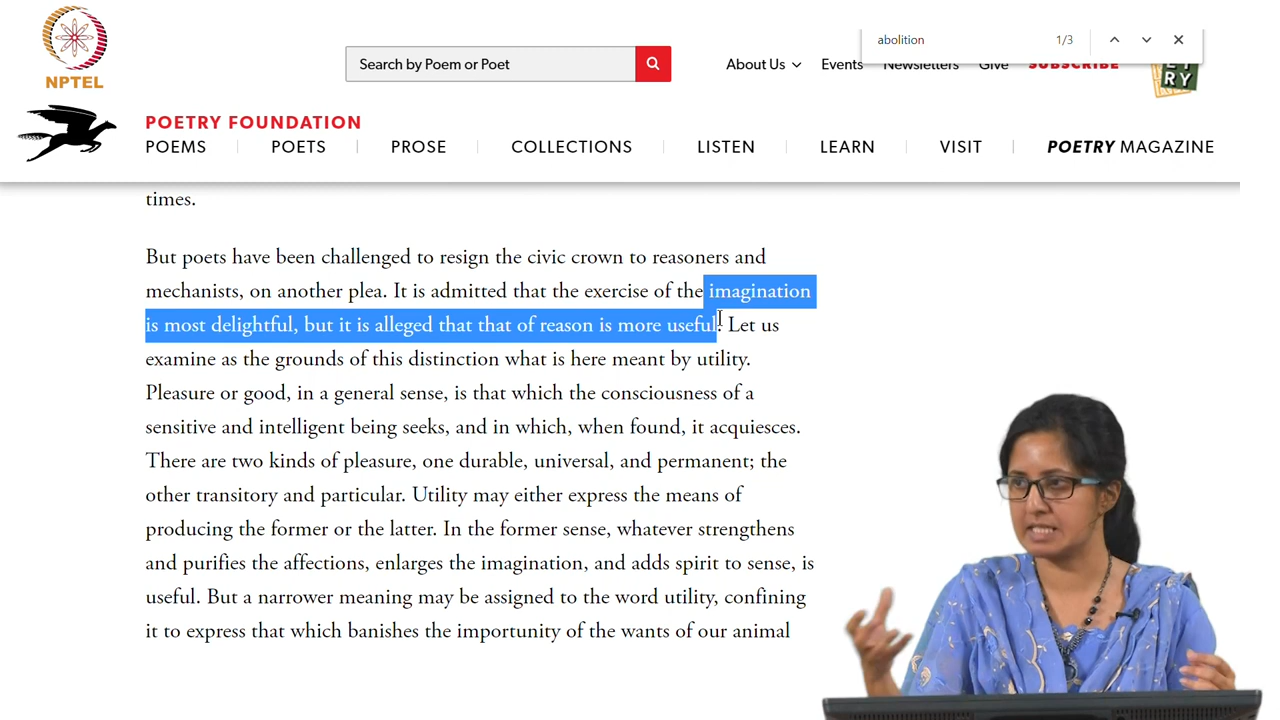 NPTEL
abolition 1/3
Search by Poem or Poet
About Us Events Newsletters Give SUBSCRIBE
RY
POETRY FOUNDATION
POEMS POETS PROSE COLLECTIONS LISTEN LEARN VISIT POETRY MAGAZINE
times.
But poets have been challenged to resign the civic crown to reasoners and
mechanists, on another plea. It is admitted that the exercise of the imagination
is most delightful, but it is alleged that that of reason is more useful. Let us
examine as the grounds of this distinction what is here meant by utility.
Pleasure or good, in a general sense, is that which the consciousness of a
sensitive and intelligent being seeks, and in which, when found, it acquiesces.
There are two kinds of pleasure, one durable, universal, and permanent; the
other transitory and particular. Utility may either express the means of
producing the former or the latter. In the former sense, whatever strengthens
and purifies the affections, enlarges the imagination, and adds spirit to sense, is
useful. But a narrower meaning may be assigned to the word utility, confining
it to express that which banishes the importunity of the wants of our animal